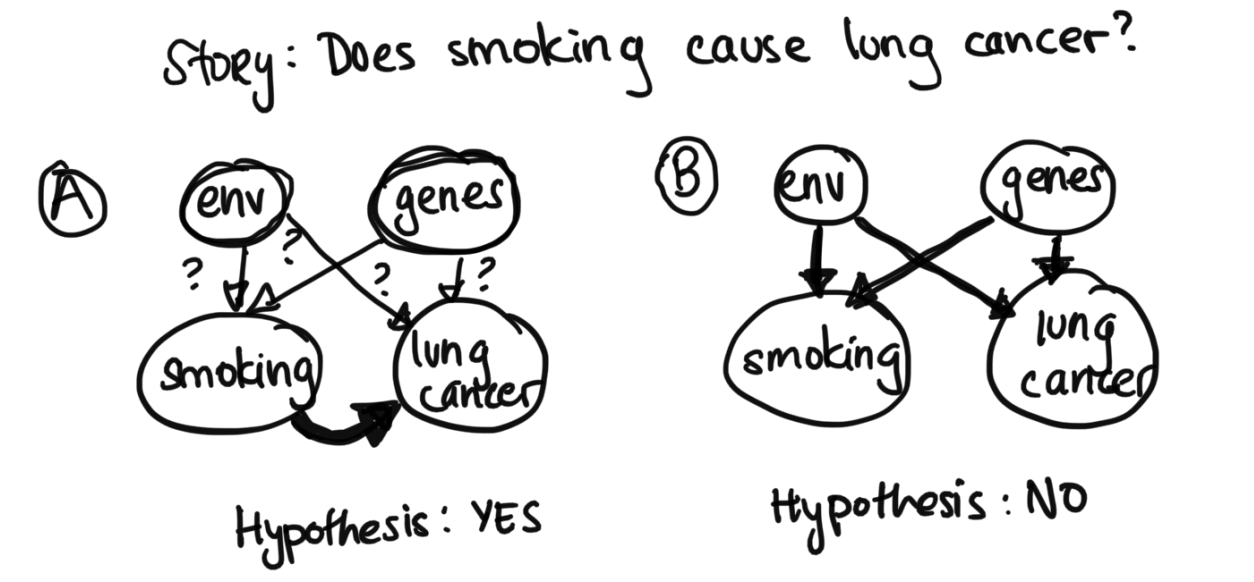 Story: Does smoking cause lung cancer?
A
env
genes
?
?
?
?
smoking
lung
cancer
Hypothesis: YES
B
env
genes
smoking
lung
cancer
Hypothesis: NO